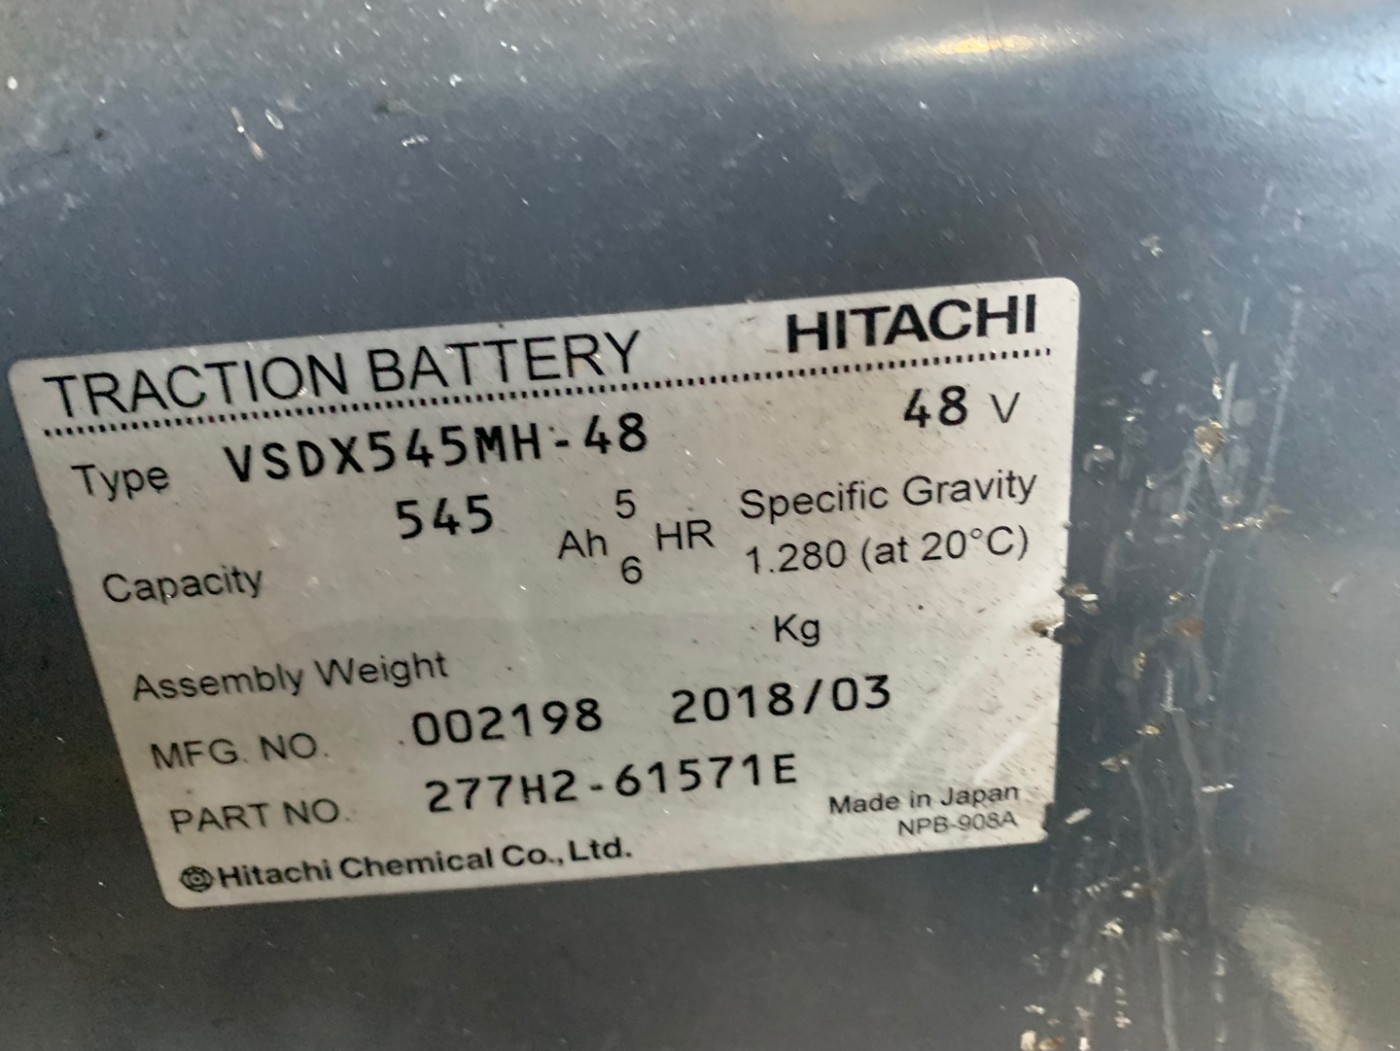 TRACTION BATTERY HITACHI
Type VSDX545MH-48 48 V
Capacity 545 Ah 5 HR Specific Gravity
6 1.280 (at 20°C)
Assembly Weight Kg
MFG. NO. 002198 2018/03
PART NO. 277H2-61571E
Made in Japan
NPB-908A
Hitachi Chemical Co., Ltd.